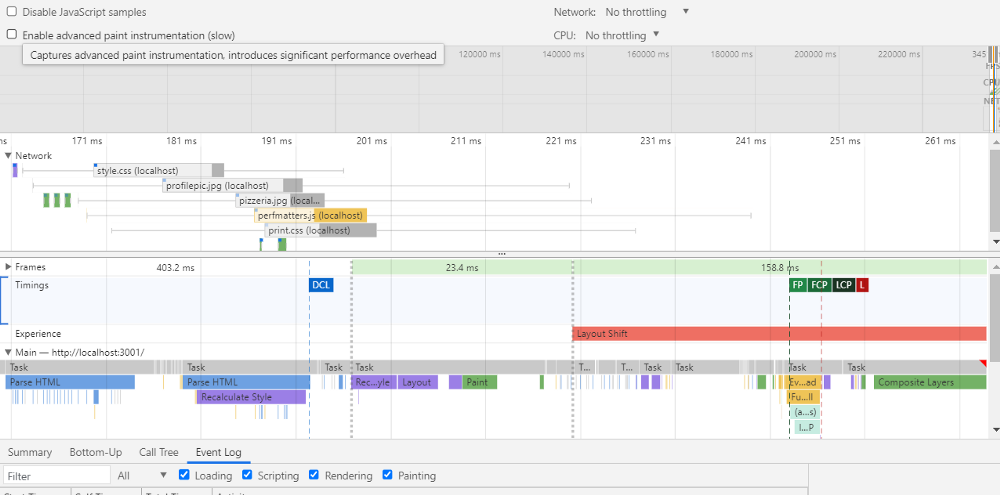 Disable JavaScript samples
Network: No throttling
Enable advanced paint instrumentation (slow)
CPU: No throttling
Captures advanced paint instrumentation, introduces significant performance overhead
120000 ms 140000 ms 160000 ms 180000 ms 200000 ms 220000 ms 345
FPS
CPU
NET
ms 171 ms 181 ms 191 ms 201 ms 211 ms 221 ms 231 ms 241 ms 251 ms 261 ms
Network
style.css (localhost)
profilepic.jpg (localhost)
pizzeria.jpg (local...
perfmatters.js (localhost)
print.css (localhost)
Frames 403.2 ms 23.4 ms 158.8 ms
Timings DCL FP FCP LCP L
Experience Layout Shift
Main — http://localhost:3001/
Task Task Task Task T... T... Task Task Task Task
Parse HTML Parse HTML Rec...yle Layout Paint Ev...ad Composite Layers
Recalculate Style Fu...ll
(a...s)
I...P
Summary Bottom-Up Call Tree Event Log
Filter All Loading Scripting Rendering Painting